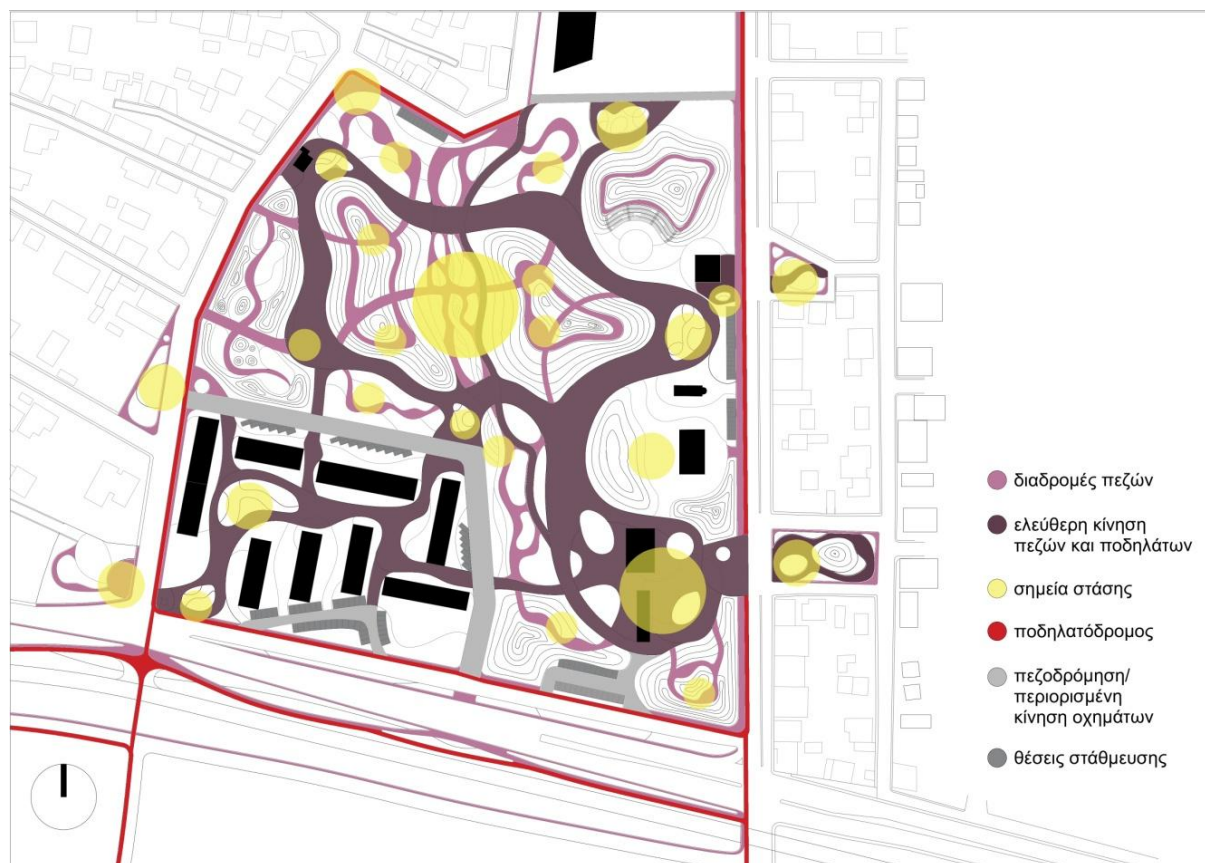 διαδρομές πεζών
ελεύθερη κίνηση
πεζών και ποδηλάτων
σημεία στάσης
ποδηλατόδρομος
πεζοδρόμηση/
περιορισμένη
κίνηση οχημάτων
θέσεις στάθμευσης